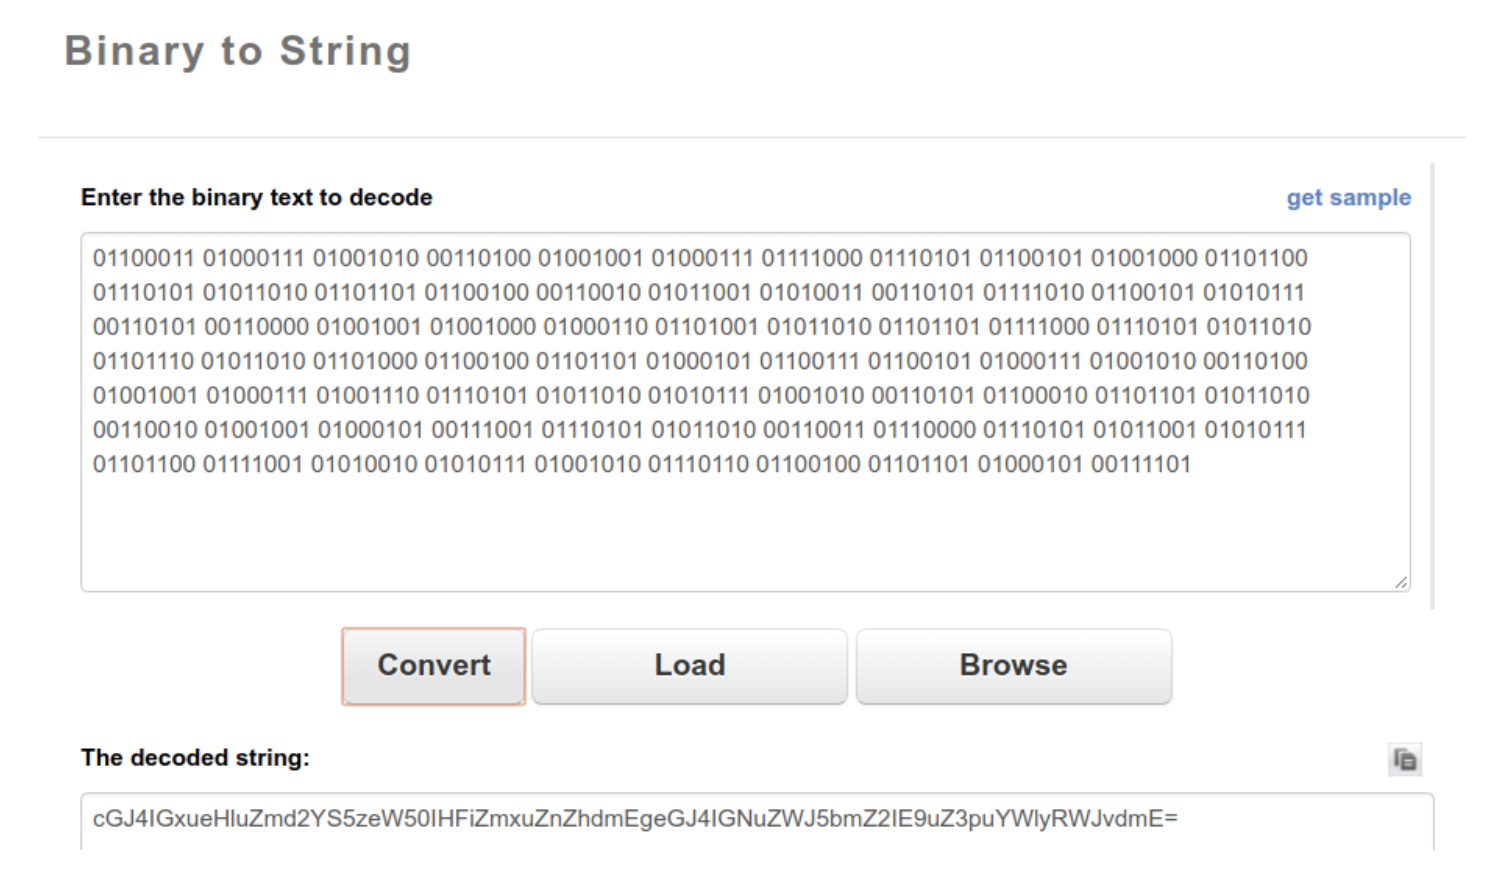 Binary to String
Enter the binary text to decode
get sample
01100011 01000111 01001010 00110100 01001001 01000111 01111000 01110101 01100101 01001000 01101100
01110101 01011010 01101101 01100100 00110010 01011001 01010011 00110101 01111010 01100101 01010111
00110101 00110000 01001001 01001000 01000110 01101001 01011010 01101101 01111000 01110101 01011010
01101110 01011010 01101000 01100100 01101101 01000101 01100111 01100101 01000111 01001010 00110100
01001001 01000111 01001110 01110101 01011010 01010111 01001010 00110101 01100010 01101101 01011010
00110010 01001001 01000101 00111001 01110101 01011010 00110011 01110000 01110101 01011001 01010111
01101100 01111001 01010010 01010111 01001010 01110110 01100100 01101101 01000101 00111101
Convert
Load
Browse
The decoded string:
cGJ4IGxueHluZmd2YS5zeW50IHFiZmxuZnZhdmEgeGJ4IGNuZWJ5bmZ2IE9uZ3puYWlyRWJvdmE=